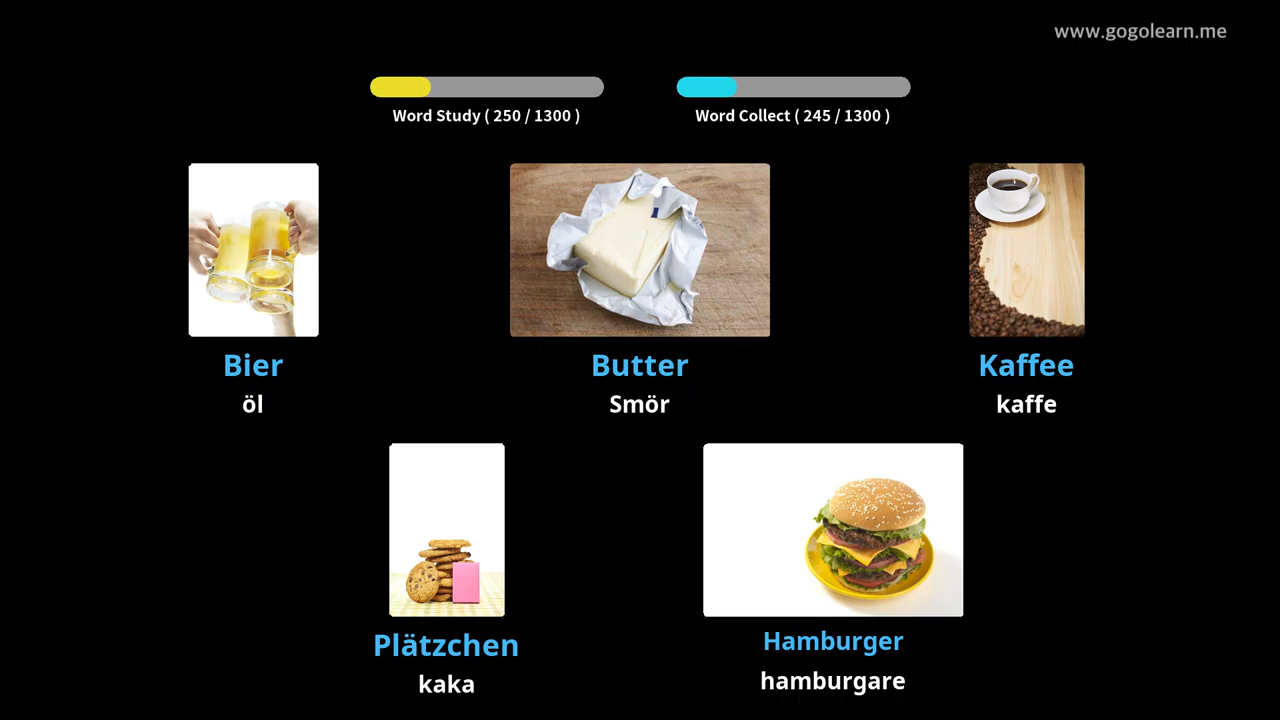 www.gogolearn.me
Word Study ( 250 / 1300 )
Word Collect ( 245 / 1300 )
Bier
öl
Butter
Smör
Kaffee
kaffe
Plätzchen
kaka
Hamburger
hamburgare